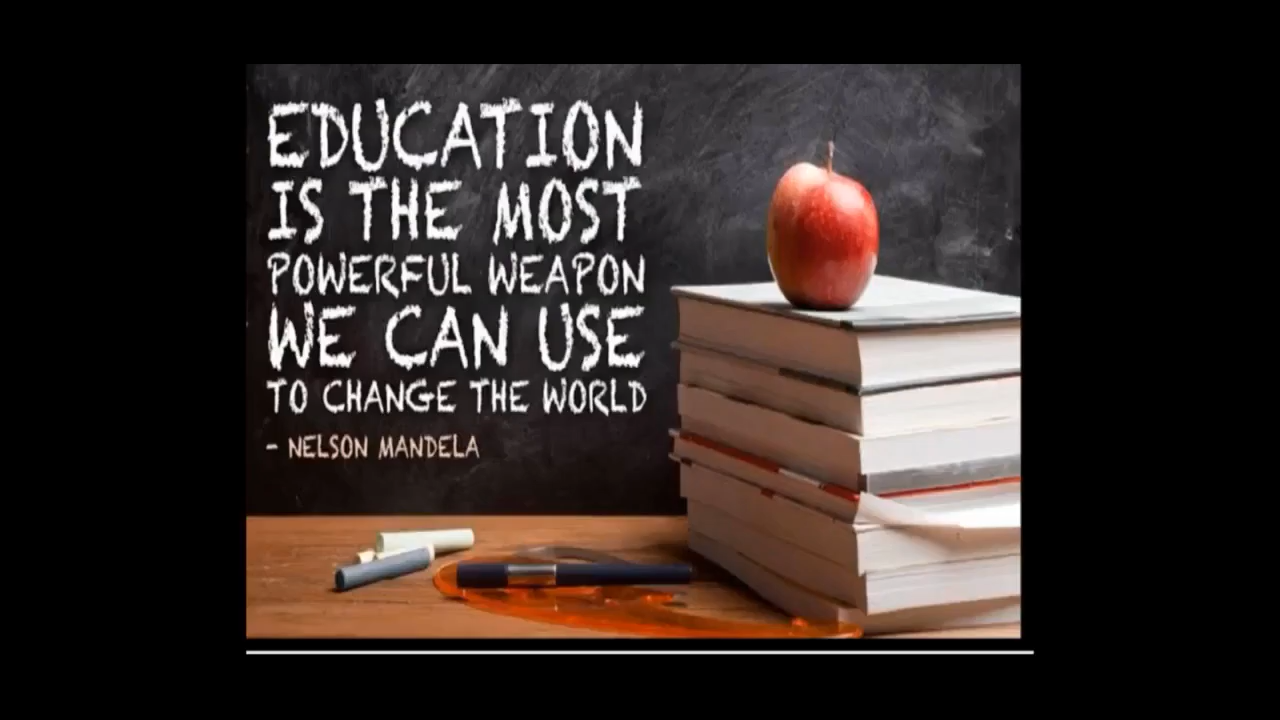 EDUCATION
IS THE MOST
POWERFUL WEAPON
WE CAN USE
TO CHANGE THE WORLD
- NELSON MANDELA